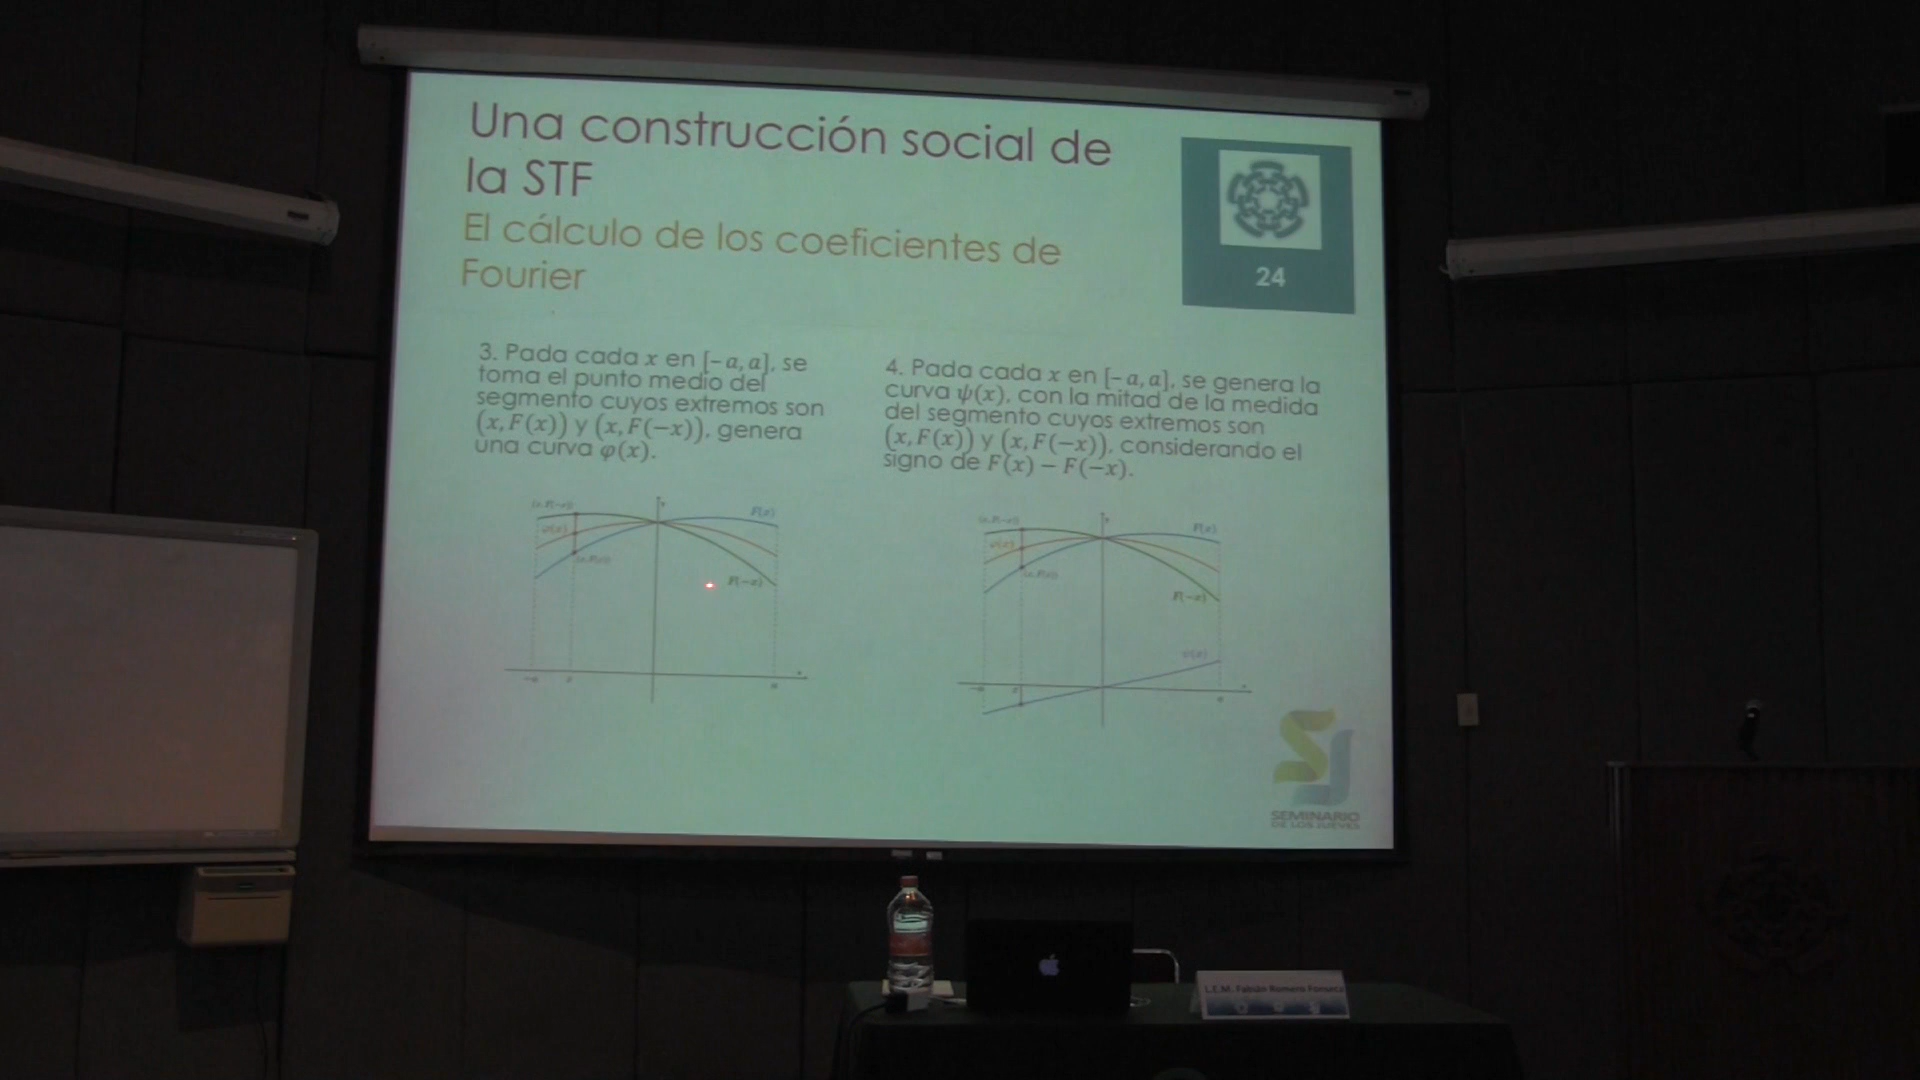 Una construcción social de
la STF
El cálculo de los coeficientes de
Fourier
24
3. Pada cada x en [−a, a], se
toma el punto medio del
segmento cuyos extremos son
(x, F(x)) y (x, F(−x)), genera
una curva φ(x).
4. Pada cada x en [−a, a], se genera la
curva ψ(x), con la mitad de la medida
del segmento cuyos extremos son
(x, F(x)) y (x, F(−x)), considerando el
signo de F(x) − F(−x).
(x, F(−x))
F(x)
φ(x)
(x, F(x))
F(−x)
−a
x
a
(x, F(−x))
F(x)
φ(x)
(x, F(x))
F(−x)
ψ(x)
−a
x
a
SEMINARIO
DE LOS JUEVES
L.E.M. Fabián Romero Fonseca